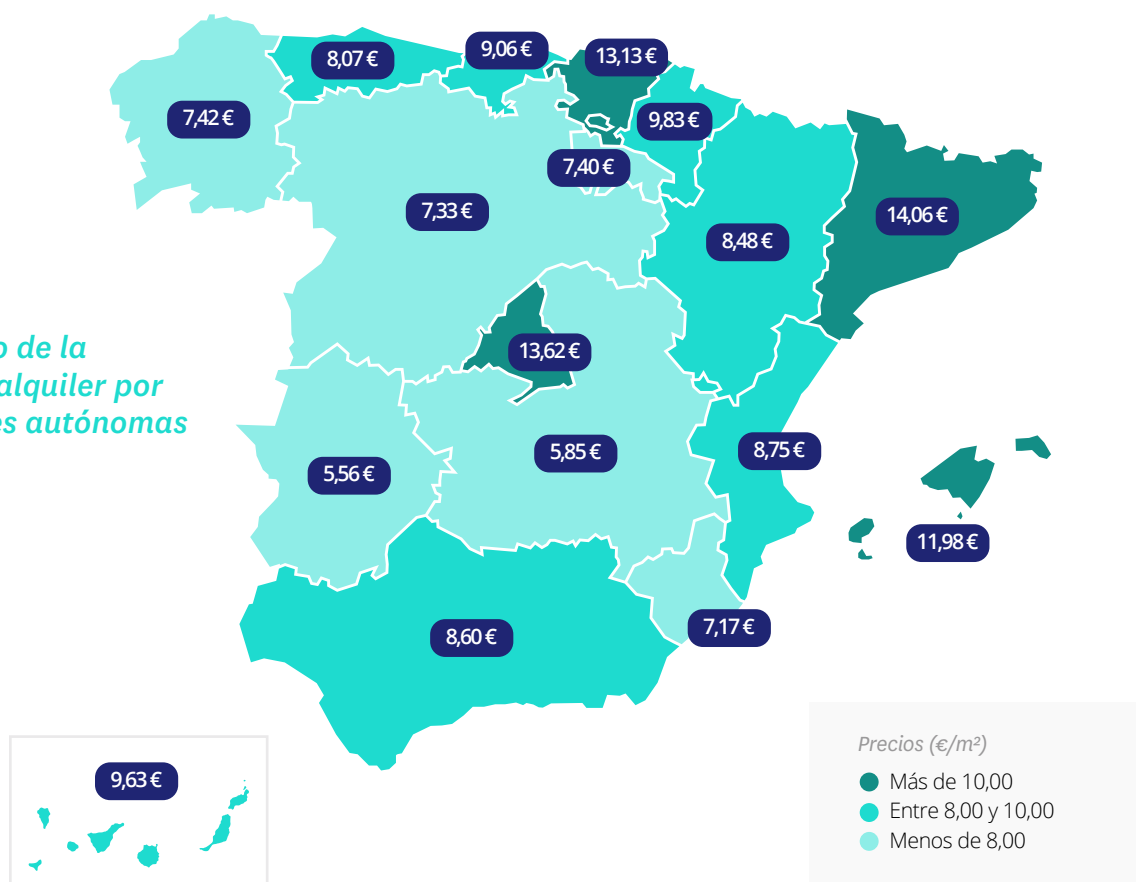 8,07 €
9,06 €
13,13 €
7,42 €
9,83 €
7,40 €
7,33 €
14,06 €
8,48 €
o de la
alquiler por
es autónomas
13,62 €
5,85 €
8,75 €
5,56 €
11,98 €
8,60 €
7,17 €
9,63 €
Precios (€/m²)
Más de 10,00
Entre 8,00 y 10,00
Menos de 8,00